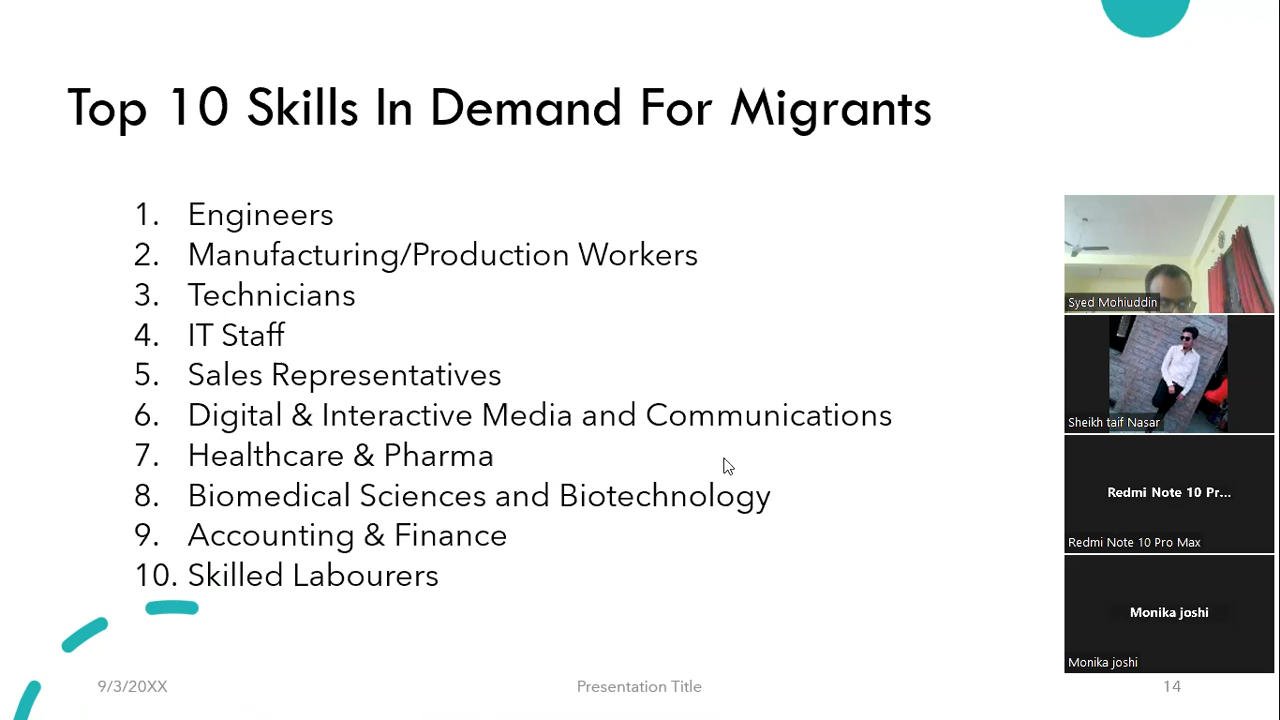 Top 10 Skills In Demand For Migrants
1. Engineers
2. Manufacturing/Production Workers
3. Technicians
4. IT Staff
5. Sales Representatives
6. Digital & Interactive Media and Communications
7. Healthcare & Pharma
8. Biomedical Sciences and Biotechnology
9. Accounting & Finance
10. Skilled Labourers
9/3/20XX
Presentation Title
14
Syed Mohiuddin
Sheikh taif Nasar
Redmi Note 10 Pr...
Redmi Note 10 Pro Max
Monika joshi
Monika joshi